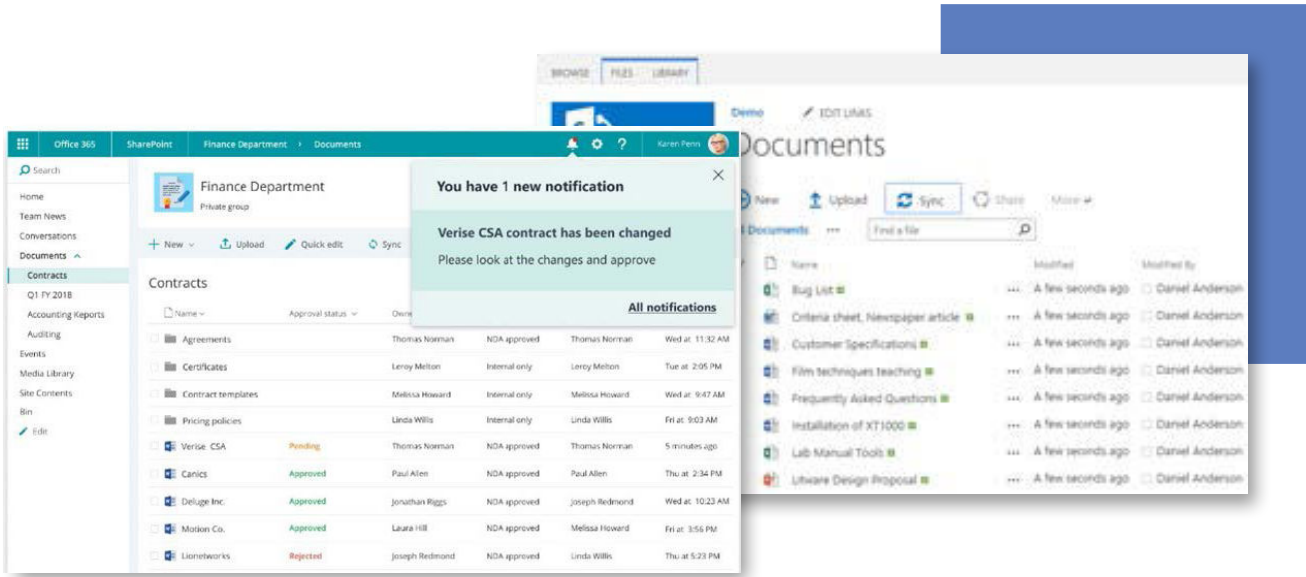 BROWSE FILES LIBRARY
Demo EDIT LINKS
Documents
New Upload Sync Share More
Documents ... Find a file
Name Modified Modified By
Bug List ... A few seconds ago Daniel Anderson
Criteria sheet, Newspaper article ... A few seconds ago Daniel Anderson
Customer Specifications ... A few seconds ago Daniel Anderson
Film techniques teaching ... A few seconds ago Daniel Anderson
Frequently Asked Questions ... A few seconds ago Daniel Anderson
Installation of XT1000 ... A few seconds ago Daniel Anderson
Lab Manual Tools ... A few seconds ago Daniel Anderson
Litware Design Proposal ... A few seconds ago Daniel Anderson
Office 365 SharePoint Finance Department > Documents ? Karen Penn
Search
Home
Team News
Conversations
Documents
Contracts
Q1 FY 2018
Accounting Reports
Auditing
Events
Media Library
Site Contents
Bin
Edit
Finance Department
Private group
+ New Upload Quick edit Sync
You have 1 new notification
Verise CSA contract has been changed
Please look at the changes and approve
All notifications
Contracts
Name Approval status
Agreements Thomas Norman NDA approved Thomas Norman Wed at 11:32 AM
Certificates Leroy Melton Internal only Leroy Melton Tue at 2:05 PM
Contract templates Melissa Howard Internal only Melissa Howard Wed at 9:47 AM
Pricing policies Linda Willis Internal only Linda Willis Fri at 9:03 AM
Verise CSA Pending Thomas Norman NDA approved Thomas Norman 5 minutes ago
Canics Approved Paul Allen NDA approved Paul Allen Thu at 2:34 PM
Deluge Inc. Approved Jonathan Riggs NDA approved Joseph Redmond Wed at 10:23 AM
Motion Co. Approved Laura Hill NDA approved Melissa Howard Fri at 3:56 PM
Lionetworks Rejected Joseph Redmond NDA approved Linda Willis Thu at 5:23 PM